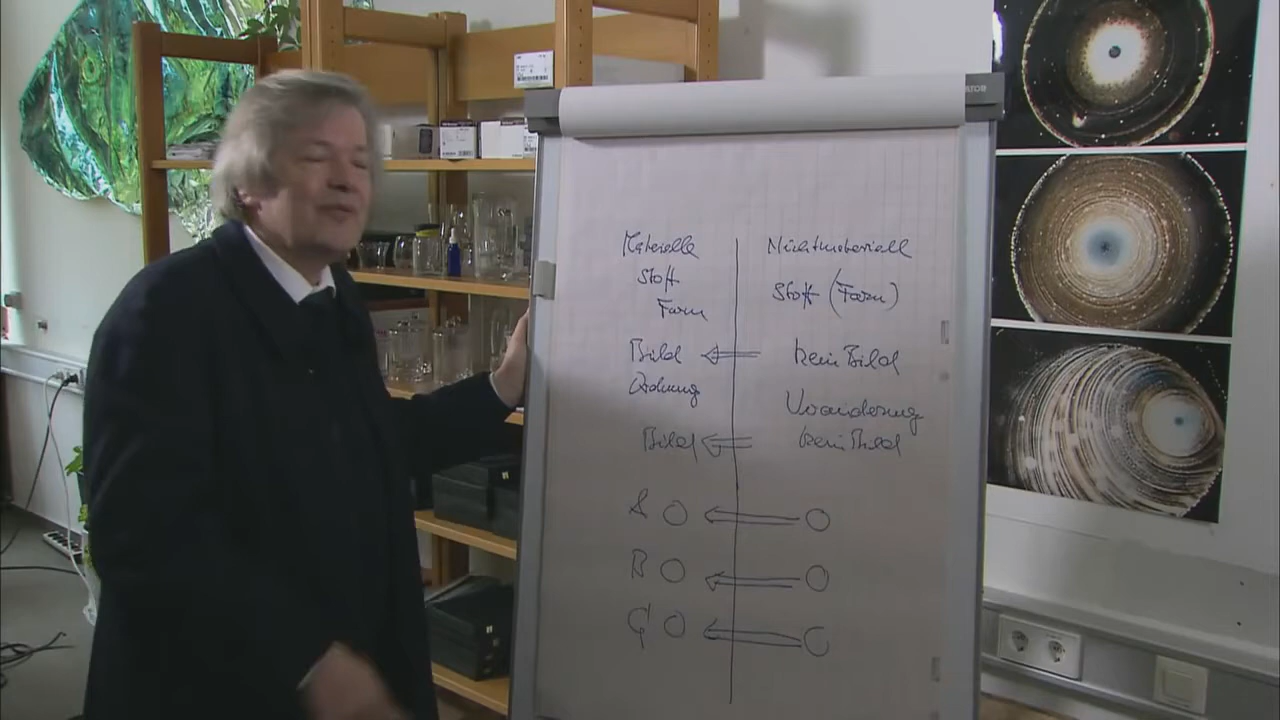 Materielle Nichtmateriell
Stoff Stoff (Form)
Form
Bild kein Bild
Ordnung Veränderung
Bild kein Bild
A
B
C